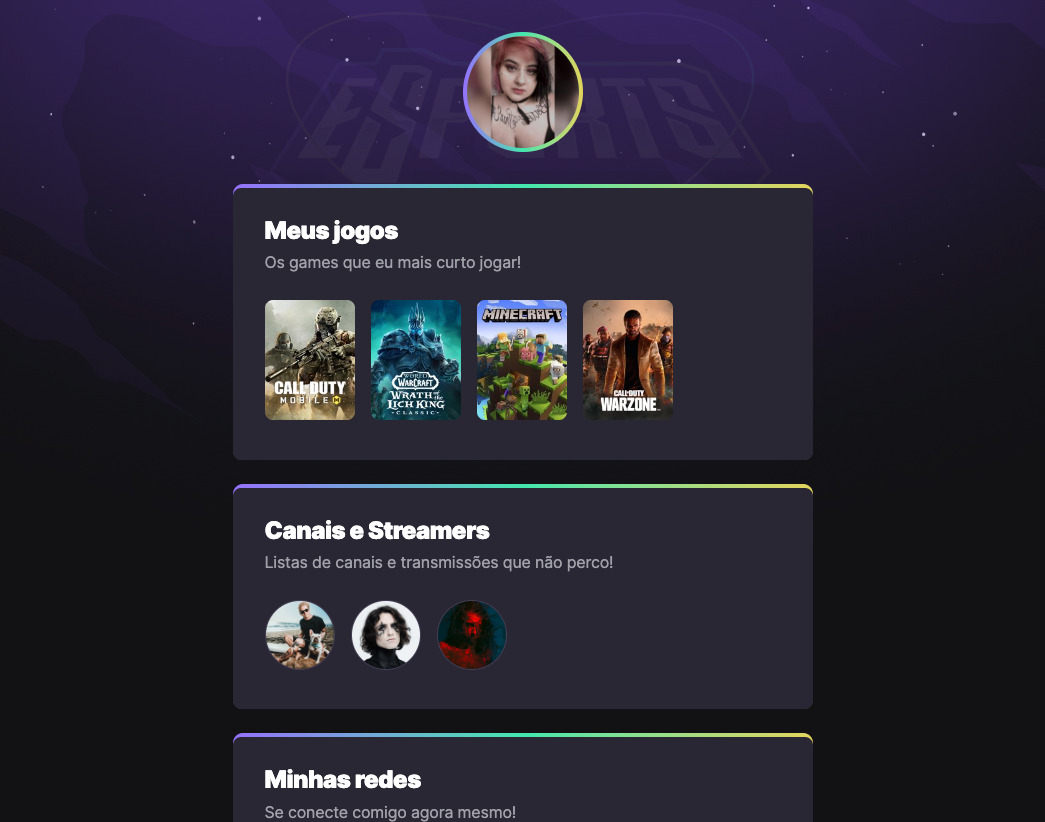 ESPORTS
Meus jogos
Os games que eu mais curto jogar!
CALL OF DUTY
MOBILE
WORLD
WARCRAFT
WRATH of the
LICH KING
CLASSIC
MINECRAFT
CALL OF DUTY
WARZONE
Canais e Streamers
Listas de canais e transmissões que não perco!
Minhas redes
Se conecte comigo agora mesmo!